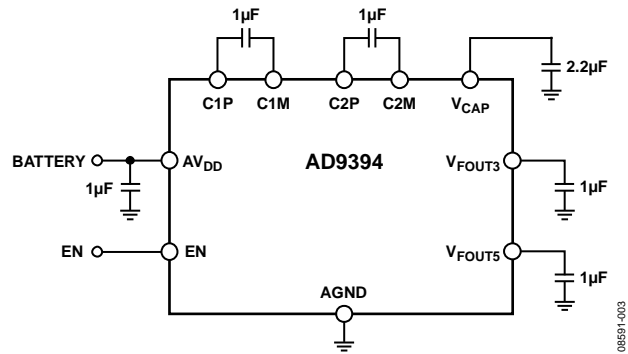 1µF
1µF
2.2µF
C1P
C1M
C2P
C2M
VCAP
BATTERY
AVDD
AD9394
VFOUT3
1µF
1µF
EN
EN
VFOUT5
1µF
AGND
08591-003